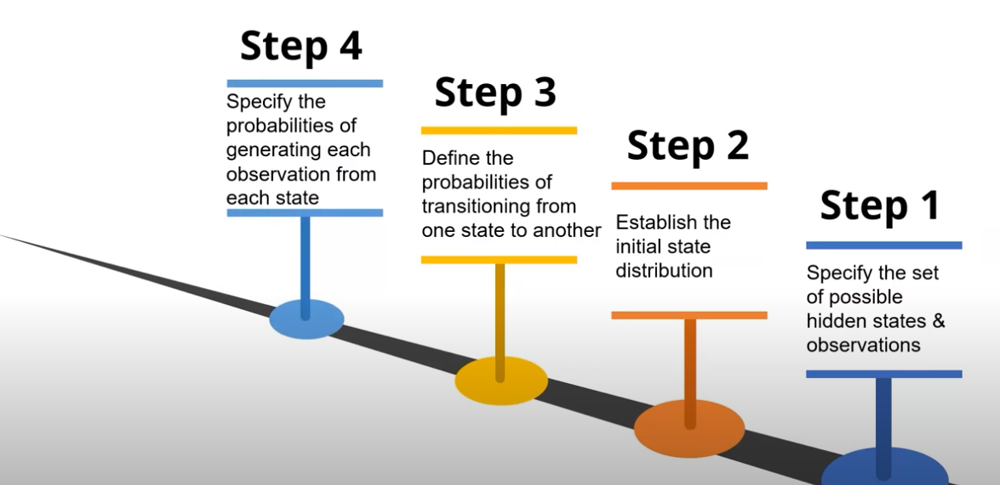 Step 4
Specify the
probabilities of
generating each
observation from
each state
Step 3
Define the
probabilities of
transitioning from
one state to another
Step 2
Establish the
initial state
distribution
Step 1
Specify the set
of possible
hidden states &
observations